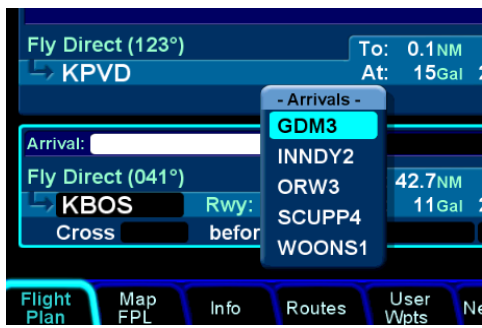 Fly Direct (123°) To: 0.1NM
KPVD At: 15Gal
- Arrivals -
GDM3
INNDY2
ORW3
SCUPP4
WOONS1
Arrival:
Fly Direct (041°) 42.7NM
KBOS Rwy: 11Gal
Cross
Flight Plan
Map FPL
Info
Routes
User Wpts